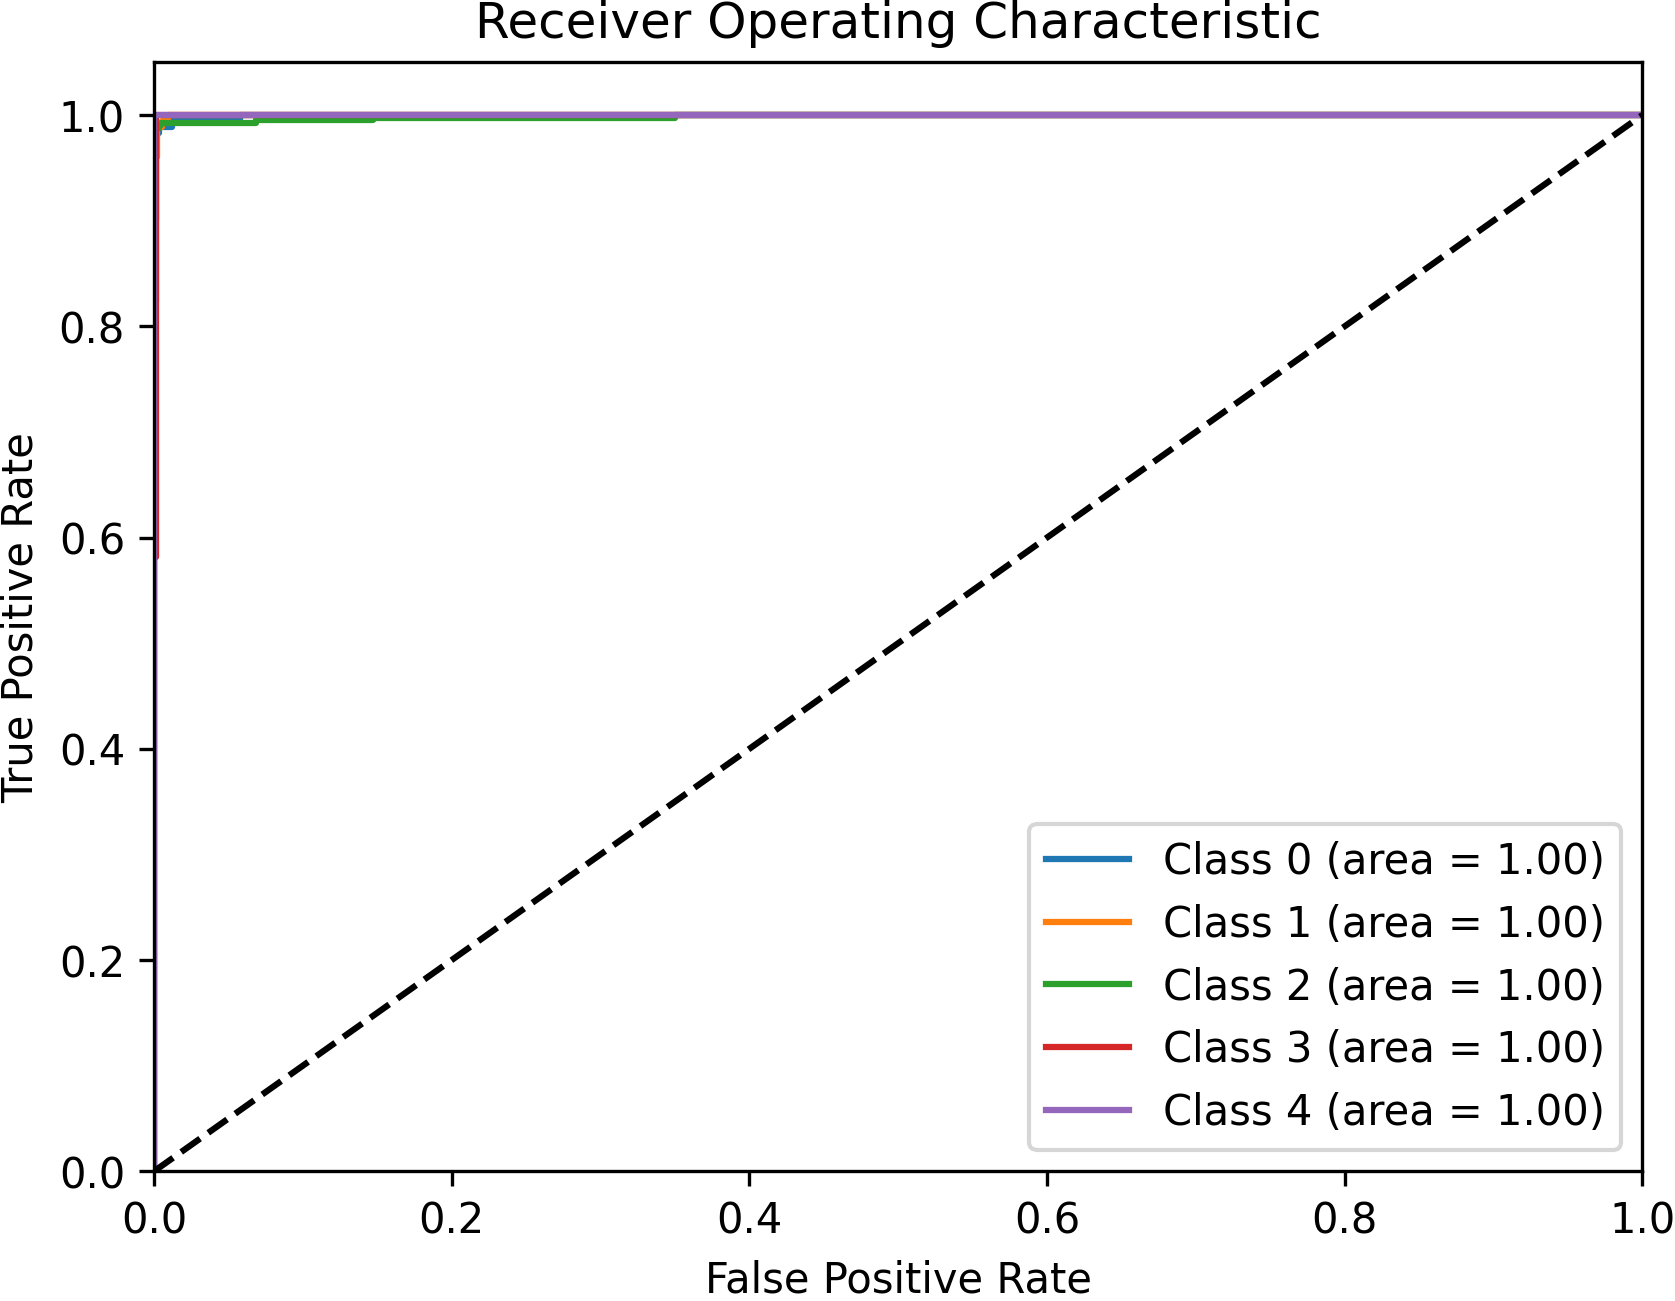 Receiver Operating Characteristic
1.0
0.8
0.6
0.4
0.2
0.0
True Positive Rate
Class 0 (area = 1.00)
Class 1 (area = 1.00)
Class 2 (area = 1.00)
Class 3 (area = 1.00)
Class 4 (area = 1.00)
0.0 0.2 0.4 0.6 0.8 1.0
False Positive Rate